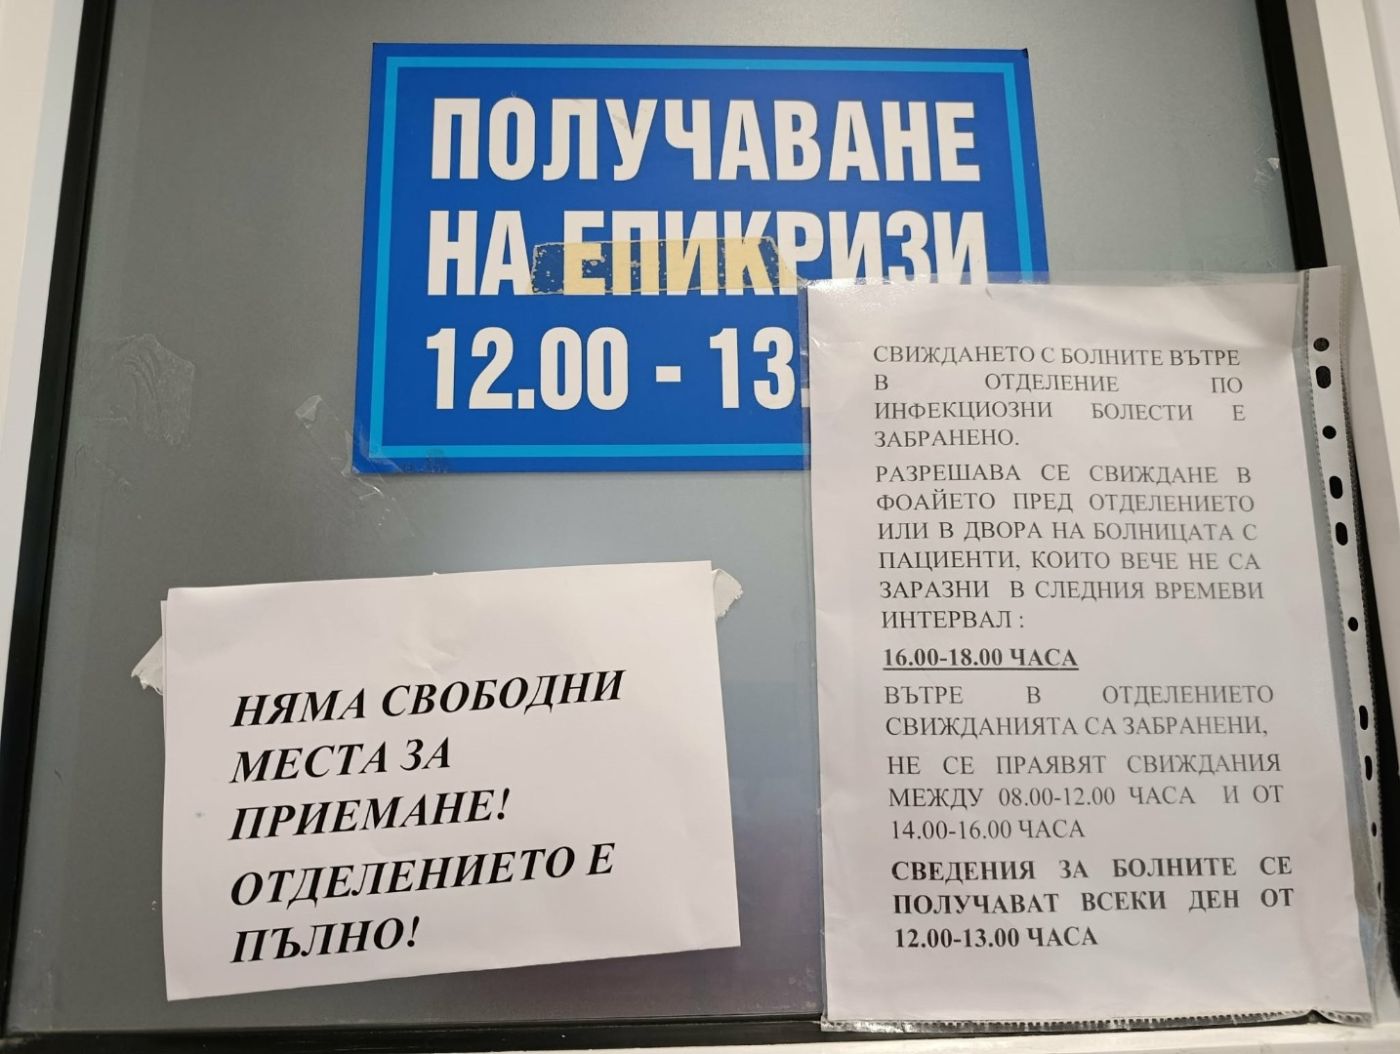 ПОЛУЧАВАНЕ
НА ЕПИКРИЗИ
12.00 - 13.
СВИЖДАНЕТО С БОЛНИТЕ ВЪТРЕ
В ОТДЕЛЕНИЕ ПО
ИНФЕКЦИОЗНИ БОЛЕСТИ Е
ЗАБРАНЕНО.
РАЗРЕШАВА СЕ СВИЖДАНЕ В
ФОАЙЕТО ПРЕД ОТДЕЛЕНИЕТО
ИЛИ В ДВОРА НА БОЛНИЦАТА С
ПАЦИЕНТИ, КОИТО ВЕЧЕ НЕ СА
ЗАРАЗНИ В СЛЕДНИЯ ВРЕМЕВИ
ИНТЕРВАЛ :
16.00-18.00 ЧАСА
ВЪТРЕ В ОТДЕЛЕНИЕТО
СВИЖДАНИЯТА СА ЗАБРАНЕНИ,
НЕ СЕ ПРАЯВЯТ СВИЖДАНИЯ
МЕЖДУ 08.00-12.00 ЧАСА И ОТ
14.00-16.00 ЧАСА
СВЕДЕНИЯ ЗА БОЛНИТЕ СЕ
ПОЛУЧАВАТ ВСЕКИ ДЕН ОТ
12.00-13.00 ЧАСА
НЯМА СВОБОДНИ
МЕСТА ЗА
ПРИЕМАНЕ!
ОТДЕЛЕНИЕТО Е
ПЪЛНО!